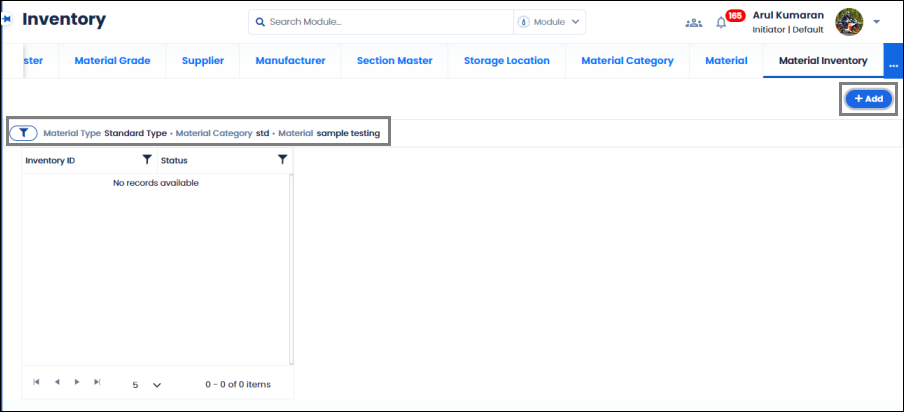 Inventory
Search Module...
Module
165
Arul Kumaran
Initiator | Default
ster
Material Grade
Supplier
Manufacturer
Section Master
Storage Location
Material Category
Material
Material Inventory
...
+ Add
Material Type Standard Type • Material Category std • Material sample testing
Inventory ID
Status
No records available
5
0 - 0 of 0 items